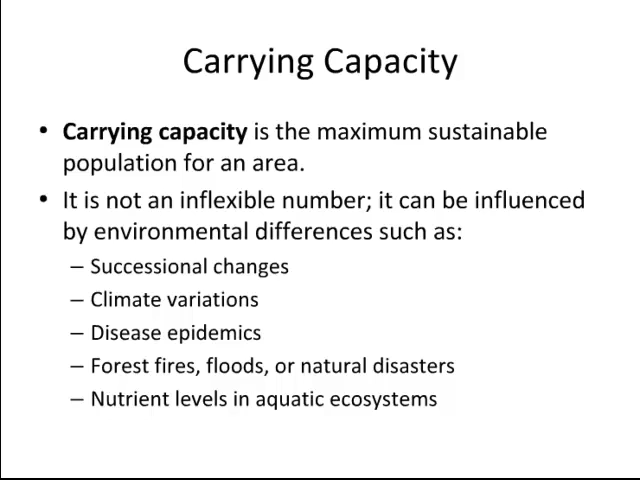 Carrying Capacity
• Carrying capacity is the maximum sustainable
population for an area.
• It is not an inflexible number; it can be influenced
by environmental differences such as:
– Successional changes
– Climate variations
– Disease epidemics
– Forest fires, floods, or natural disasters
– Nutrient levels in aquatic ecosystems